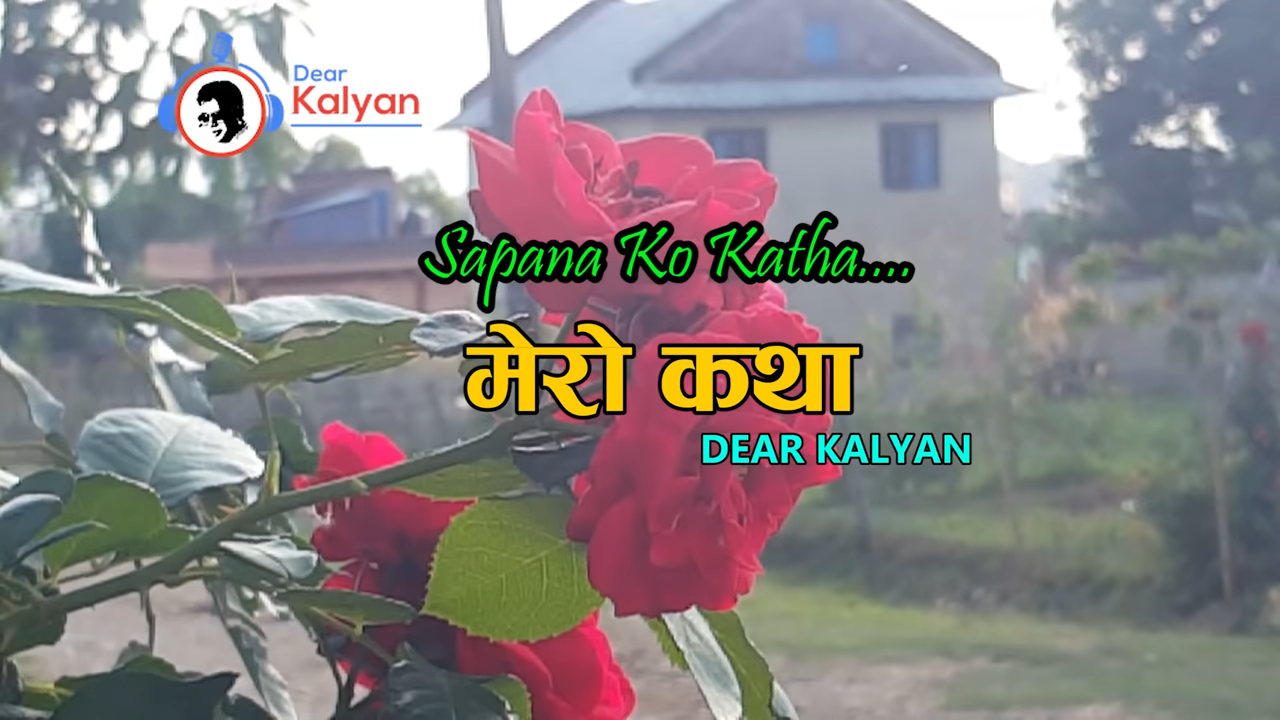 Dear
Kalyan
Sapana Ko Katha....
मेरो कथा
DEAR KALYAN